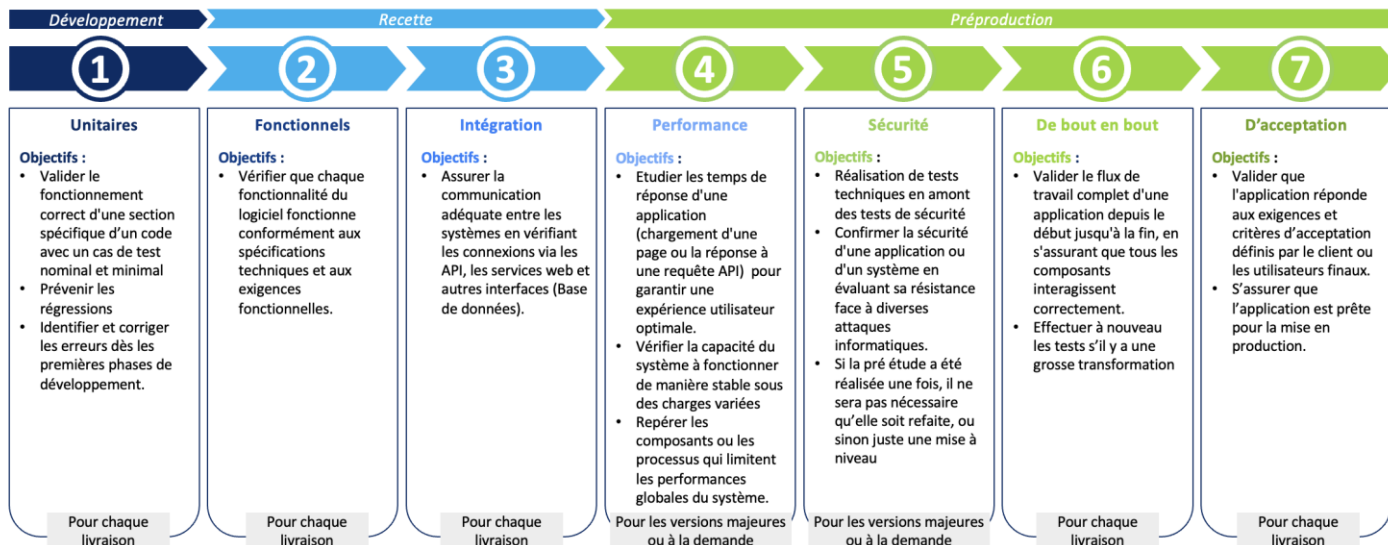 Développement
Recette
Préproduction
1
2
3
4
5
6
7
Unitaires
Objectifs :
• Valider le
fonctionnement
correct d'une section
spécifique d'un code
avec un cas de test
nominal et minimal
• Prévenir les
régressions
• Identifier et corriger
les erreurs dès les
premières phases de
développement.
Pour chaque
livraison
Fonctionnels
Objectifs :
• Vérifier que chaque
fonctionnalité du
logiciel fonctionne
conformément aux
spécifications
techniques et aux
exigences
fonctionnelles.
Pour chaque
livraison
Intégration
Objectifs :
• Assurer la
communication
adéquate entre les
systèmes en vérifiant
les connexions via les
API, les services web et
autres interfaces (Base
de données).
Pour chaque
livraison
Performance
Objectifs :
• Etudier les temps de
réponse d'une
application
(chargement d'une
page ou la réponse à
une requête API) pour
garantir une
expérience utilisateur
optimale.
• Vérifier la capacité du
système à fonctionner
de manière stable sous
des charges variées
• Repérer les
composants ou les
processus qui limitent
les performances
globales du système.
Pour les versions majeures
ou à la demande
Sécurité
Objectifs :
• Réalisation de tests
techniques en amont
des tests de sécurité
• Confirmer la sécurité
d'une application ou
d'un système en
évaluant sa résistance
face à diverses
attaques
informatiques.
• Si la pré étude a été
réalisée une fois, il ne
sera pas nécessaire
qu'elle soit refaite, ou
sinon juste une mise à
niveau
Pour les versions majeures
ou à la demande
De bout en bout
Objectifs :
• Valider le flux de
travail complet d'une
application depuis le
début jusqu'à la fin, en
s'assurant que tous les
composants
interagissent
correctement.
• Effectuer à nouveau
les tests s'il y a une
grosse transformation
Pour chaque
livraison
D'acceptation
Objectifs :
• Valider que
l'application réponde
aux exigences et
critères d'acceptation
définis par le client ou
les utilisateurs finaux.
• S'assurer que
l'application est prête
pour la mise en
production.
Pour chaque
livraison